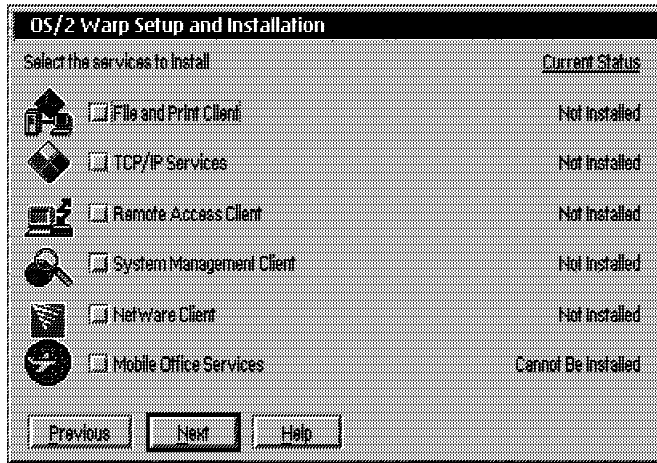 OS/2 Warp Setup and Installation
Select the services to install Current Status
File and Print Client Not Installed
TCP/IP Services Not Installed
Remote Access Client Not Installed
System Management Client Not Installed
NetWare Client Not Installed
Mobile Office Services Cannot Be Installed
Previous Next Help